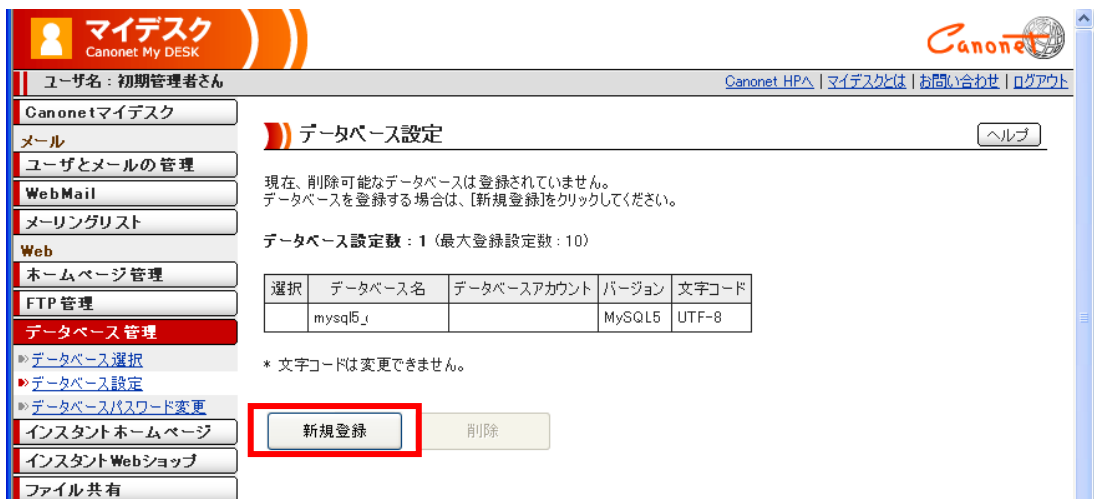 マイデスク
Canonet My DESK
Canonet
ユーザ名：初期管理者さん
Canonet HPへ | マイデスクとは | お問い合わせ | ログアウト
Canonetマイデスク
メール
ユーザとメールの管理
WebMail
メーリングリスト
Web
ホームページ管理
FTP管理
データベース管理
データベース選択
データベース設定
データベースパスワード変更
インスタントホームページ
インスタントWebショップ
ファイル共有
データベース設定
ヘルプ
現在、削除可能なデータベースは登録されていません。
データベースを登録する場合は、[新規登録]をクリックしてください。
データベース設定数：1（最大登録設定数：10）
選択 データベース名 データベースアカウント バージョン 文字コード
mysql5_ MySQL5 UTF-8
* 文字コードは変更できません。
新規登録 削除